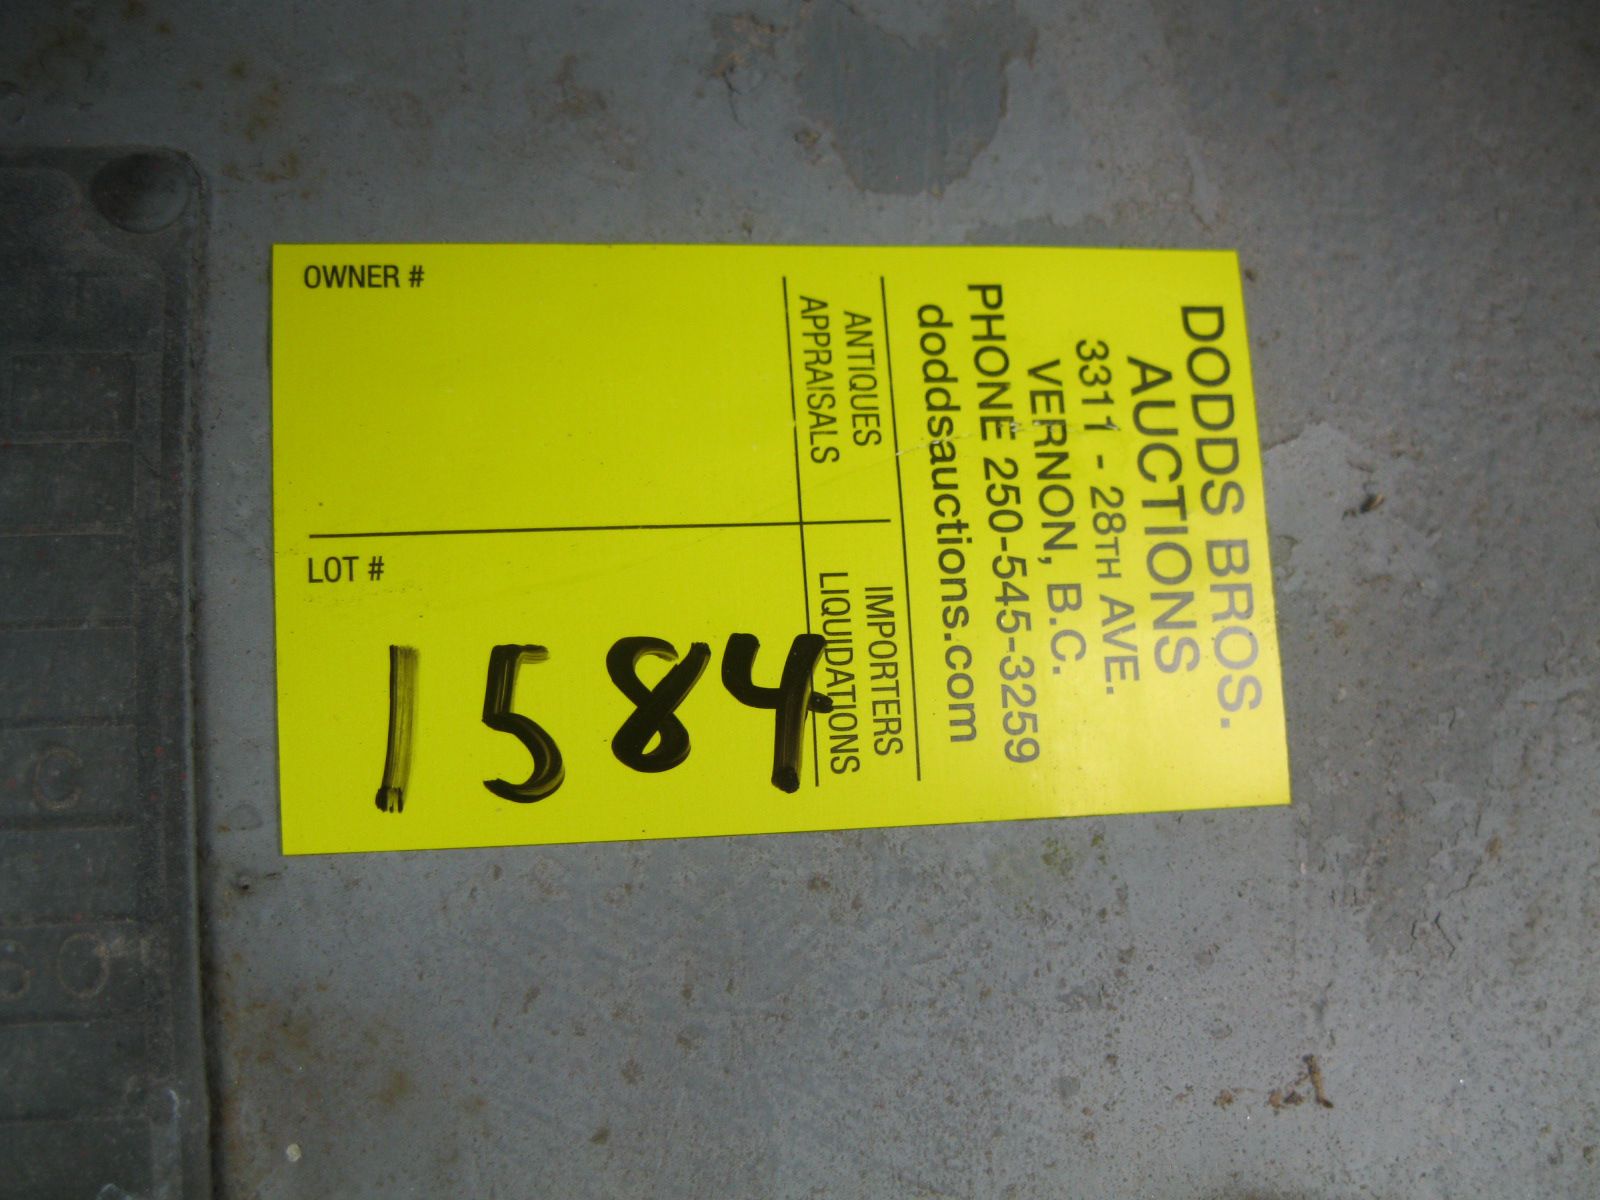 DODDS BROS.
AUCTIONS
3311 - 28TH AVE.
VERNON, B.C.
PHONE 250-545-3259
doddsauctions.com
ANTIQUES
APPRAISALS
IMPORTERS
LIQUIDATIONS
OWNER #
LOT #
1584
C